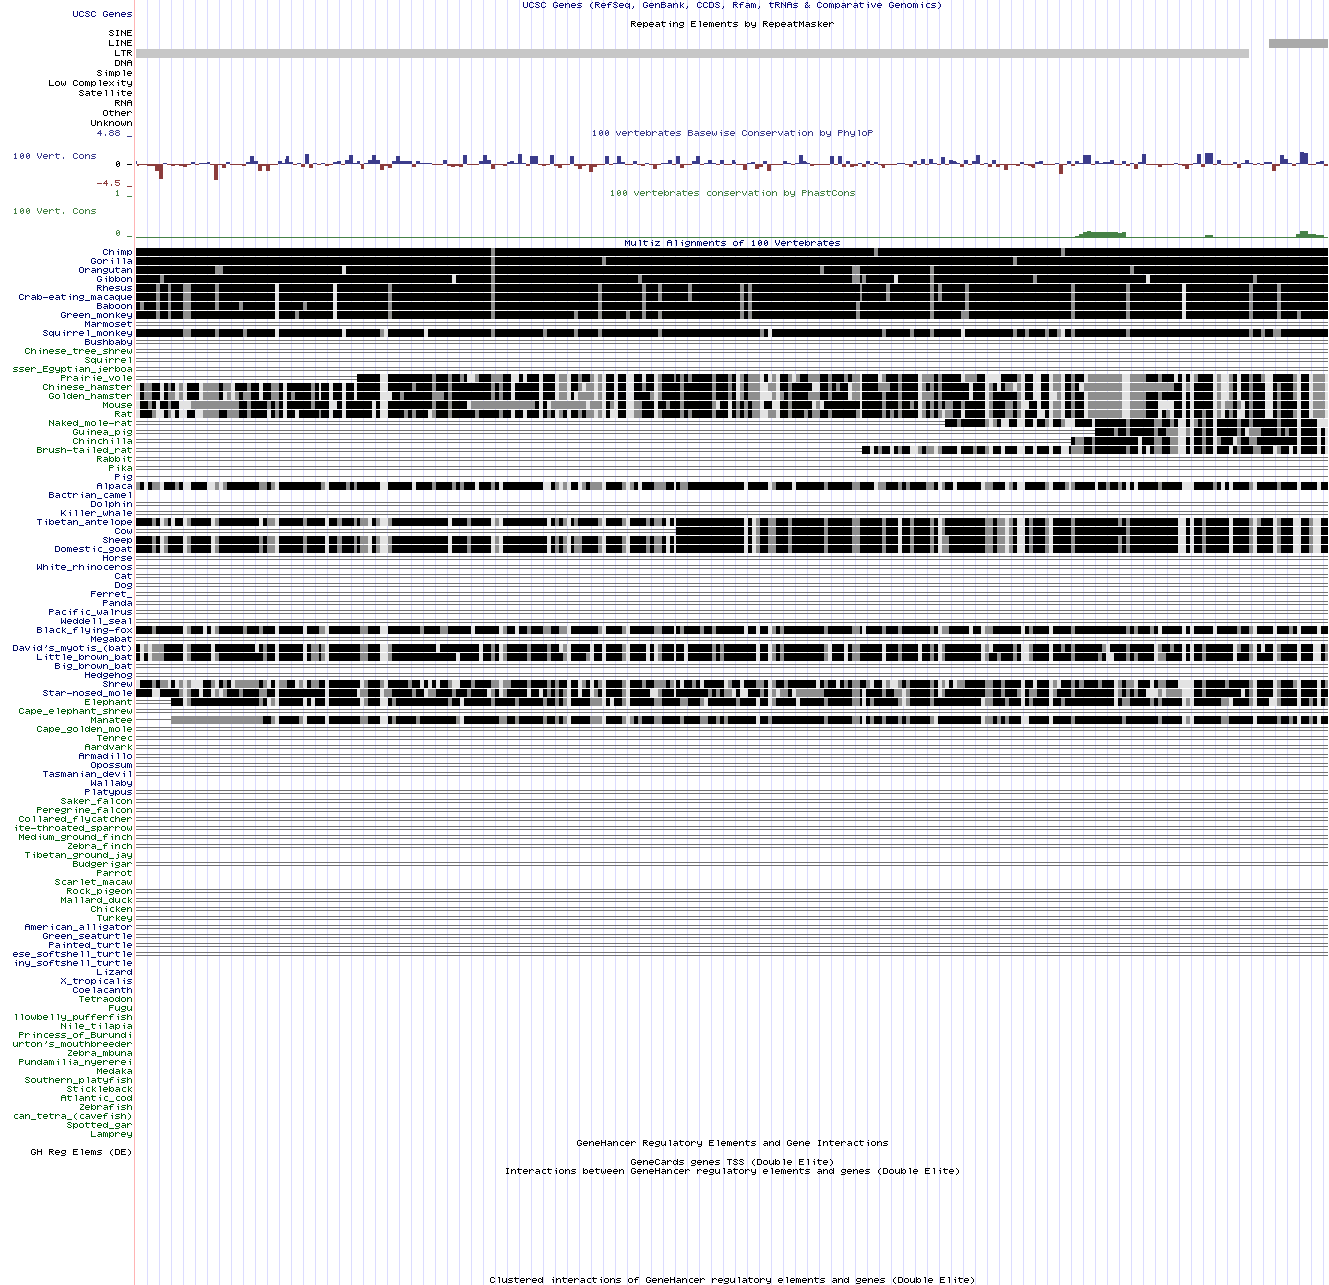 UCSC Genes (RefSeq, GenBank, CCDS, Rfam, tRNAs & Comparative Genomics)
UCSC Genes
Repeating Elements by RepeatMasker
SINE
LINE
LTR
DNA
Simple
Low Complexity
Satellite
RNA
Other
Unknown
4.88 _
100 vertebrates Basewise Conservation by PhyloP
100 Vert. Cons
0 -
-4.5 _
1 _
100 vertebrates conservation by PhastCons
100 Vert. Cons
0 _
Multiz Alignments of 100 Vertebrates
Chimp
Gorilla
Orangutan
Gibbon
Rhesus
Crab-eating_macaque
Baboon
Green_monkey
Marmoset
Squirrel_monkey
Bushbaby
Chinese_tree_shrew
Squirrel
sser_Egyptian_jerboa
Prairie_vole
Chinese_hamster
Golden_hamster
Mouse
Rat
Naked_mole-rat
Guinea_pig
Chinchilla
Brush-tailed_rat
Rabbit
Pika
Pig
Alpaca
Bactrian_camel
Dolphin
Killer_whale
Tibetan_antelope
Cow
Sheep
Domestic_goat
Horse
White_rhinoceros
Cat
Dog
Ferret_
Panda
Pacific_walrus
Weddell_seal
Black_flying-fox
Megabat
David's_myotis_(bat)
Little_brown_bat
Big_brown_bat
Hedgehog
Shrew
Star-nosed_mole
Elephant
Cape_elephant_shrew
Manatee
Cape_golden_mole
Tenrec
Aardvark
Armadillo
Opossum
Tasmanian_devil
Wallaby
Platypus
Saker_falcon
Peregrine_falcon
Collared_flycatcher
ite-throated_sparrow
Medium_ground_finch
Zebra_finch
Tibetan_ground_jay
Budgerigar
Parrot
Scarlet_macaw
Rock_pigeon
Mallard_duck
Chicken
Turkey
American_alligator
Green_seaturtle
Painted_turtle
ese_softshell_turtle
iny_softshell_turtle
Lizard
X_tropicalis
Coelacanth
Tetraodon
Fugu
llowbelly_pufferfish
Nile_tilapia
Princess_of_Burundi
urton's_mouthbreeder
Zebra_mbuna
Pundamilia_nyererei
Medaka
Southern_platyfish
Stickleback
Atlantic_cod
Zebrafish
can_tetra_(cavefish)
Spotted_gar
Lamprey
GeneHancer Regulatory Elements and Gene Interactions
GH Reg Elems (DE)
GeneCards genes TSS (Double Elite)
Interactions between GeneHancer regulatory elements and genes (Double Elite)
Clustered interactions of GeneHancer regulatory elements and genes (Double Elite)